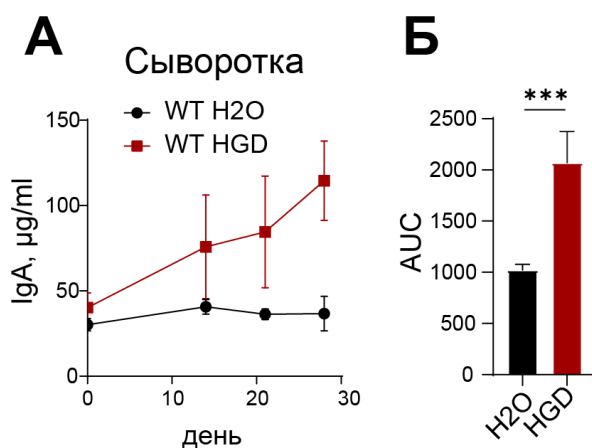 А
Сыворотка
WT H2O
WT HGD
150
100
50
0
0 10 20 30
IgA, µg/ml
день
Б
***
2500
2000
1500
1000
500
0
AUC
H2O
HGD